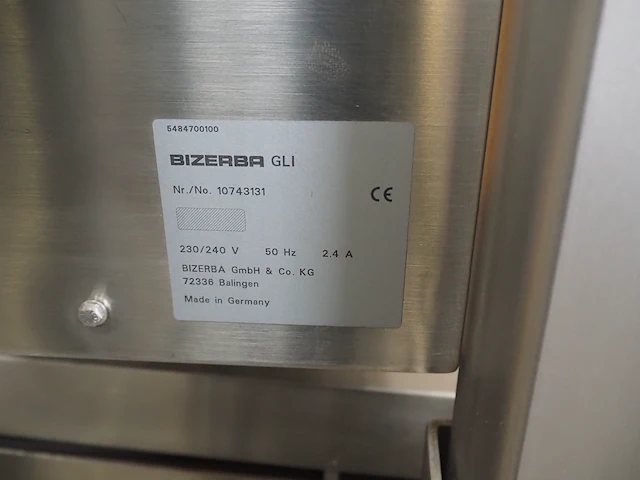 5484700100
BIZERBA GLI
Nr./No. 10743131
CE
230/240 V 50 Hz 2.4 A
BIZERBA GmbH & Co. KG
72336 Balingen
Made in Germany